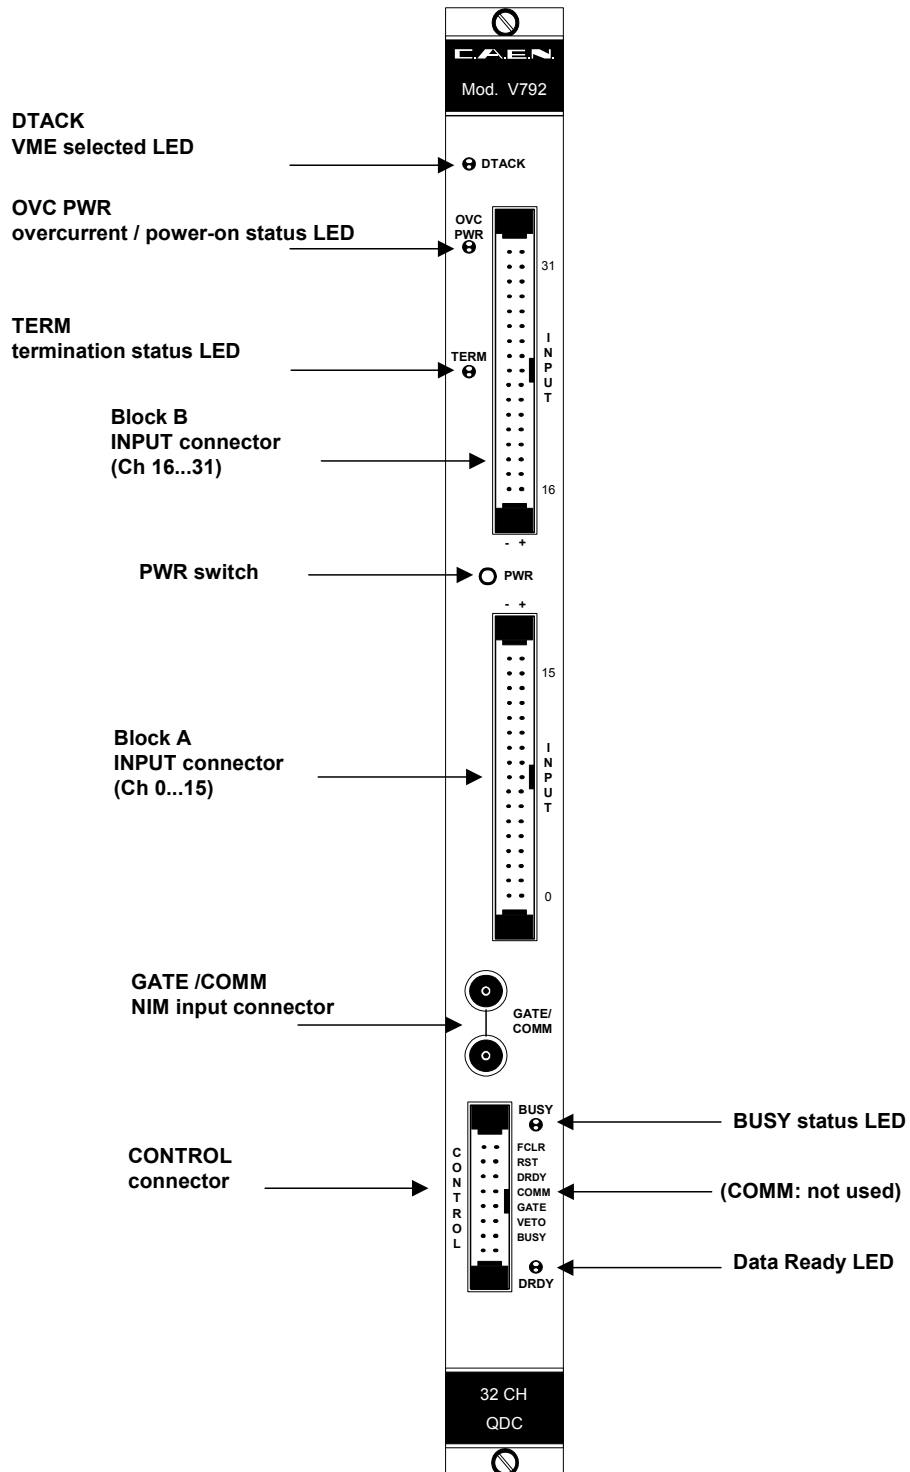 C.A.E.N.
Mod. V792
DTACK
VME selected LED
DTACK
OVC PWR
overcurrent / power-on status LED
OVC
PWR
31
TERM
termination status LED
TERM
INPUT
Block B
INPUT connector
(Ch 16...31)
16
- +
PWR switch
PWR
- +
15
Block A
INPUT connector
(Ch 0...15)
INPUT
0
GATE /COMM
NIM input connector
GATE/
COMM
BUSY
BUSY status LED
CONTROL
connector
CONTROL
FCLR
RST
DRDY
COMM
GATE
VETO
BUSY
(COMM: not used)
Data Ready LED
DRDY
32 CH
QDC